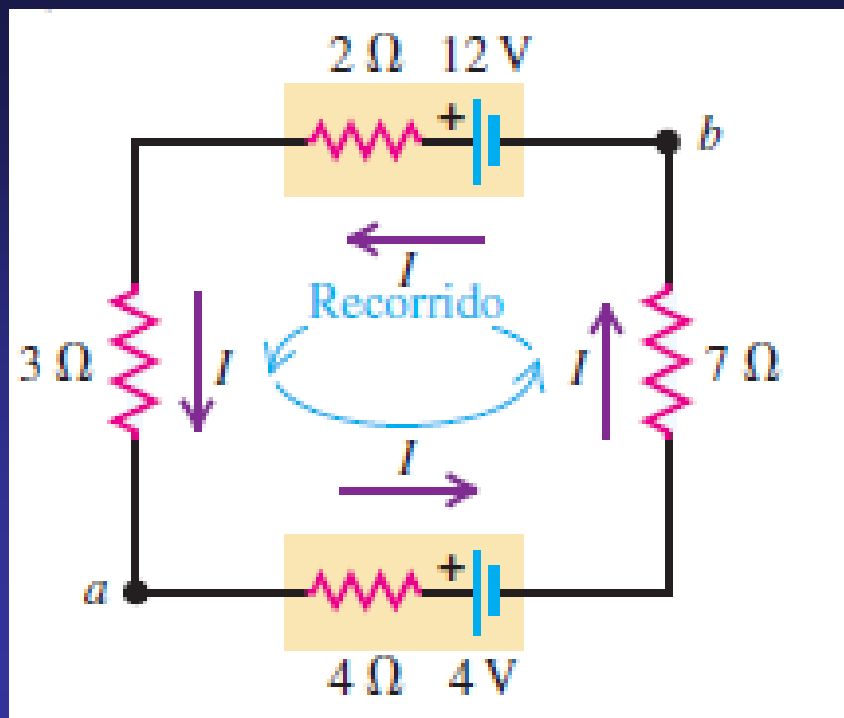 2 Ω 12 V
+
b
I
Recorrido
3 Ω I I 7 Ω
I
+
a
4 Ω 4 V